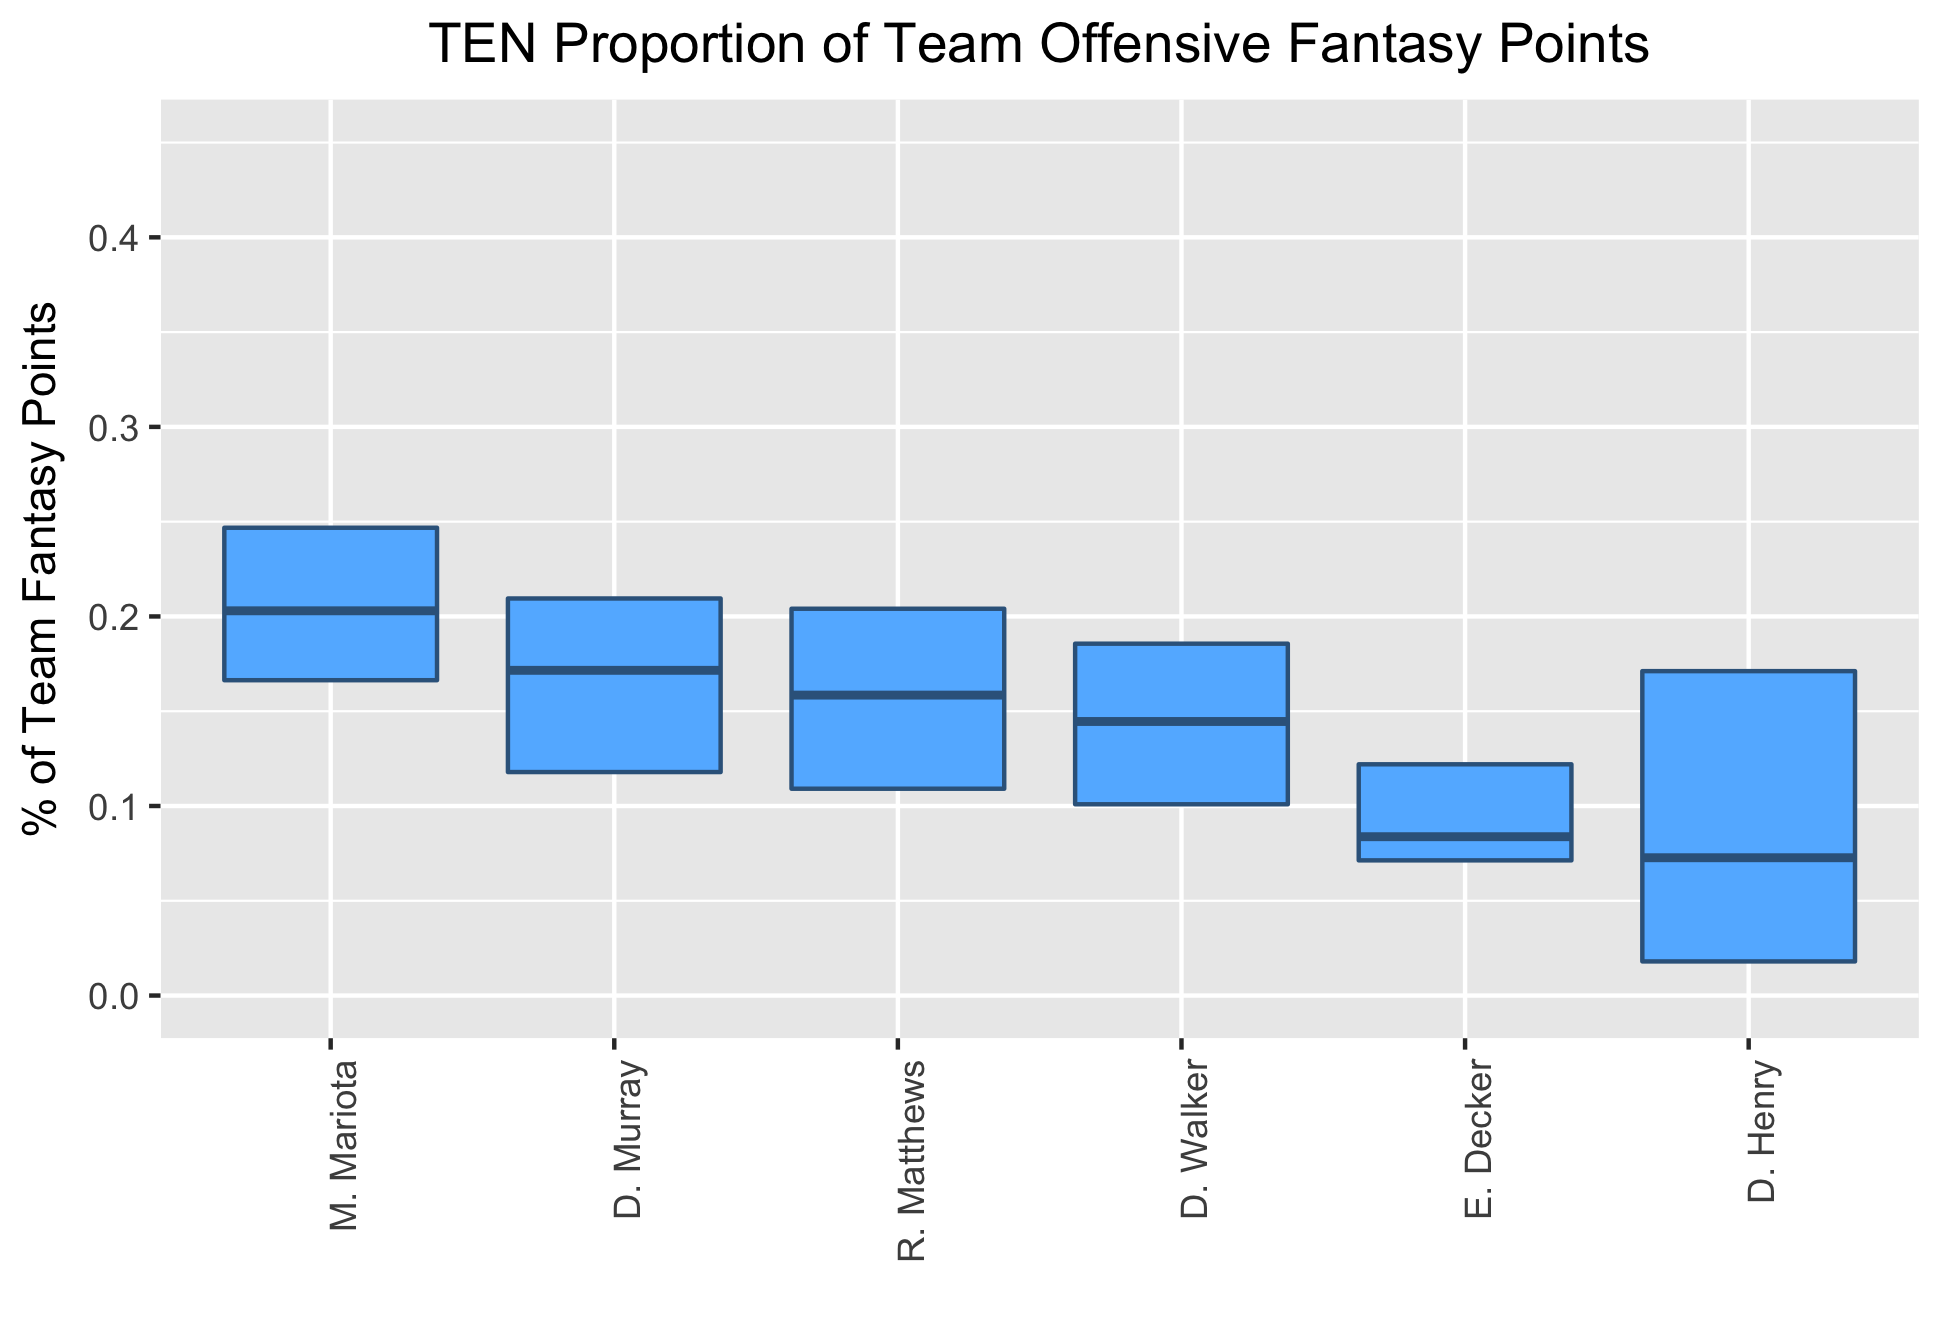 TEN Proportion of Team Offensive Fantasy Points
% of Team Fantasy Points
0.4
0.3
0.2
0.1
0.0
M. Mariota
D. Murray
R. Matthews
D. Walker
E. Decker
D. Henry